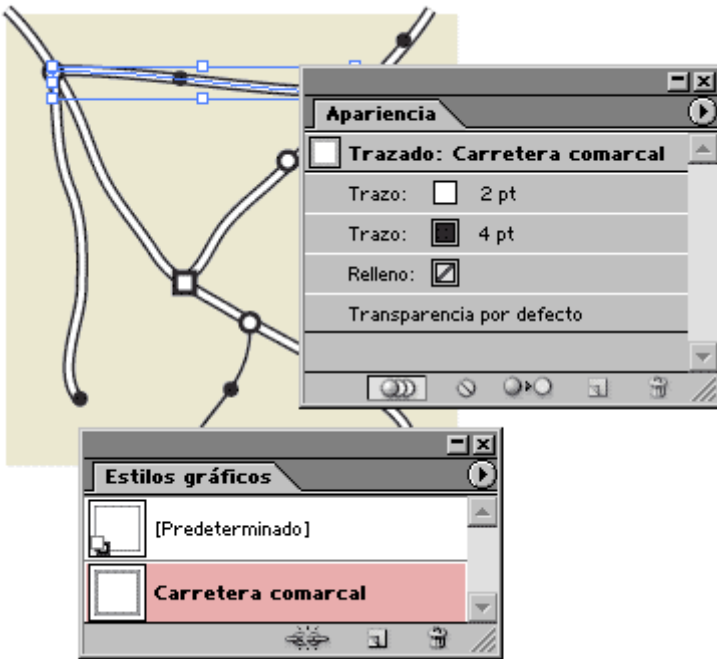 Apariencia
Trazado: Carretera comarcal
Trazo: 2 pt
Trazo: 4 pt
Relleno:
Transparencia por defecto
Estilos gráficos
[Predeterminado]
Carretera comarcal